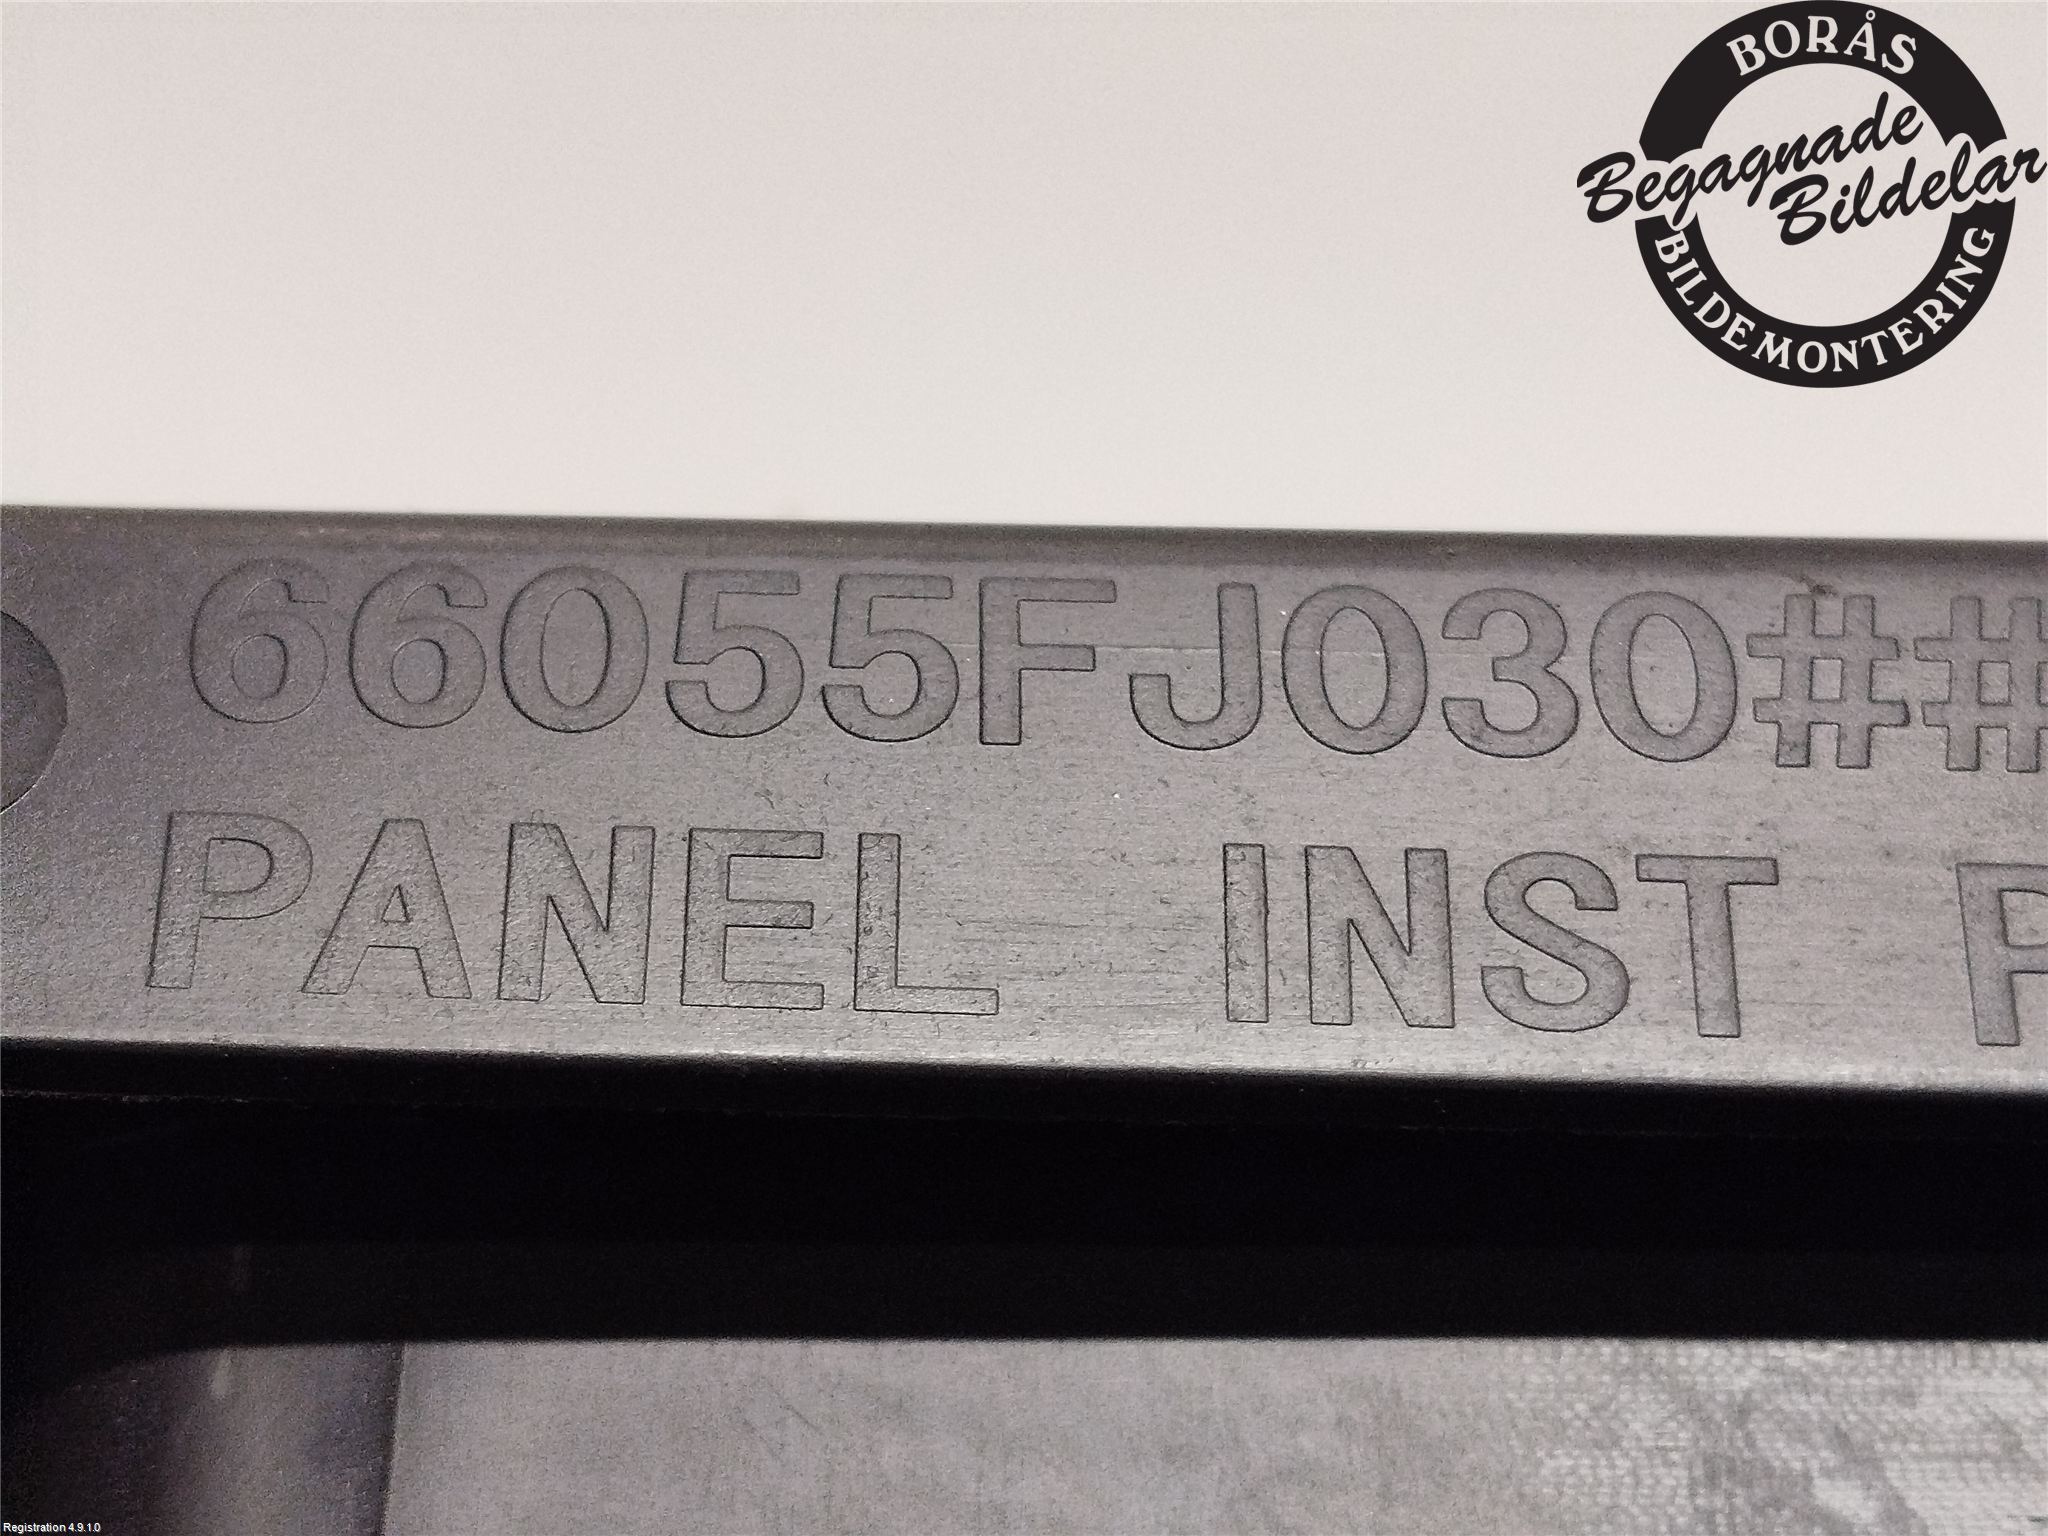 BORÅS
Begagnade
Bildelar
BILDEMONTERING
66055FJ030##
PANEL INST P
Registration 4.9.1.0